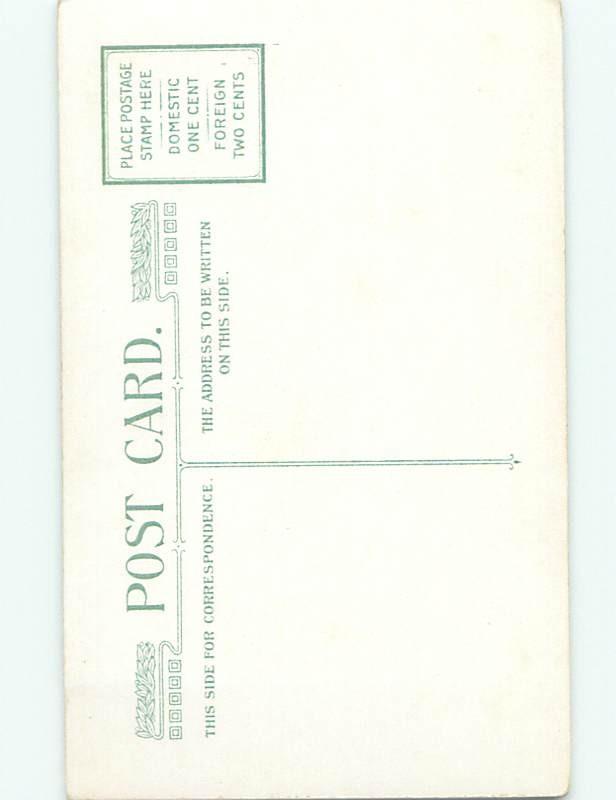 POST CARD.
PLACE POSTAGE
STAMP HERE
DOMESTIC
ONE CENT
FOREIGN
TWO CENTS
THIS SIDE FOR CORRESPONDENCE.
THE ADDRESS TO BE WRITTEN
ON THIS SIDE.